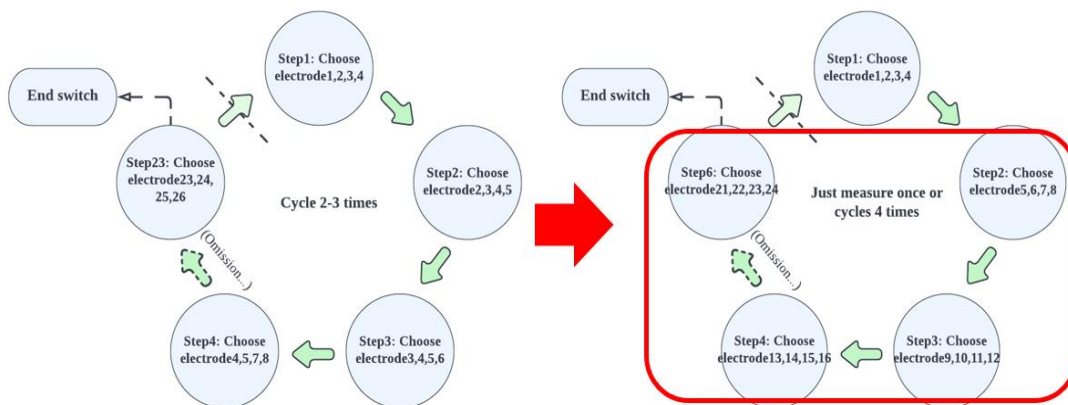 Step1: Choose
electrode1,2,3,4
End switch
Step23: Choose
electrode23,24,
25,26
Step2: Choose
electrode2,3,4,5
Cycle 2-3 times
(Omission...)
Step4: Choose
electrode4,5,7,8
Step3: Choose
electrode3,4,5,6
Step1: Choose
electrode1,2,3,4
End switch
Step6: Choose
electrode21,22,23,24
Step2: Choose
electrode5,6,7,8
Just measure once or
cycles 4 times
(Omission...)
Step4: Choose
electrode13,14,15,16
Step3: Choose
electrode9,10,11,12